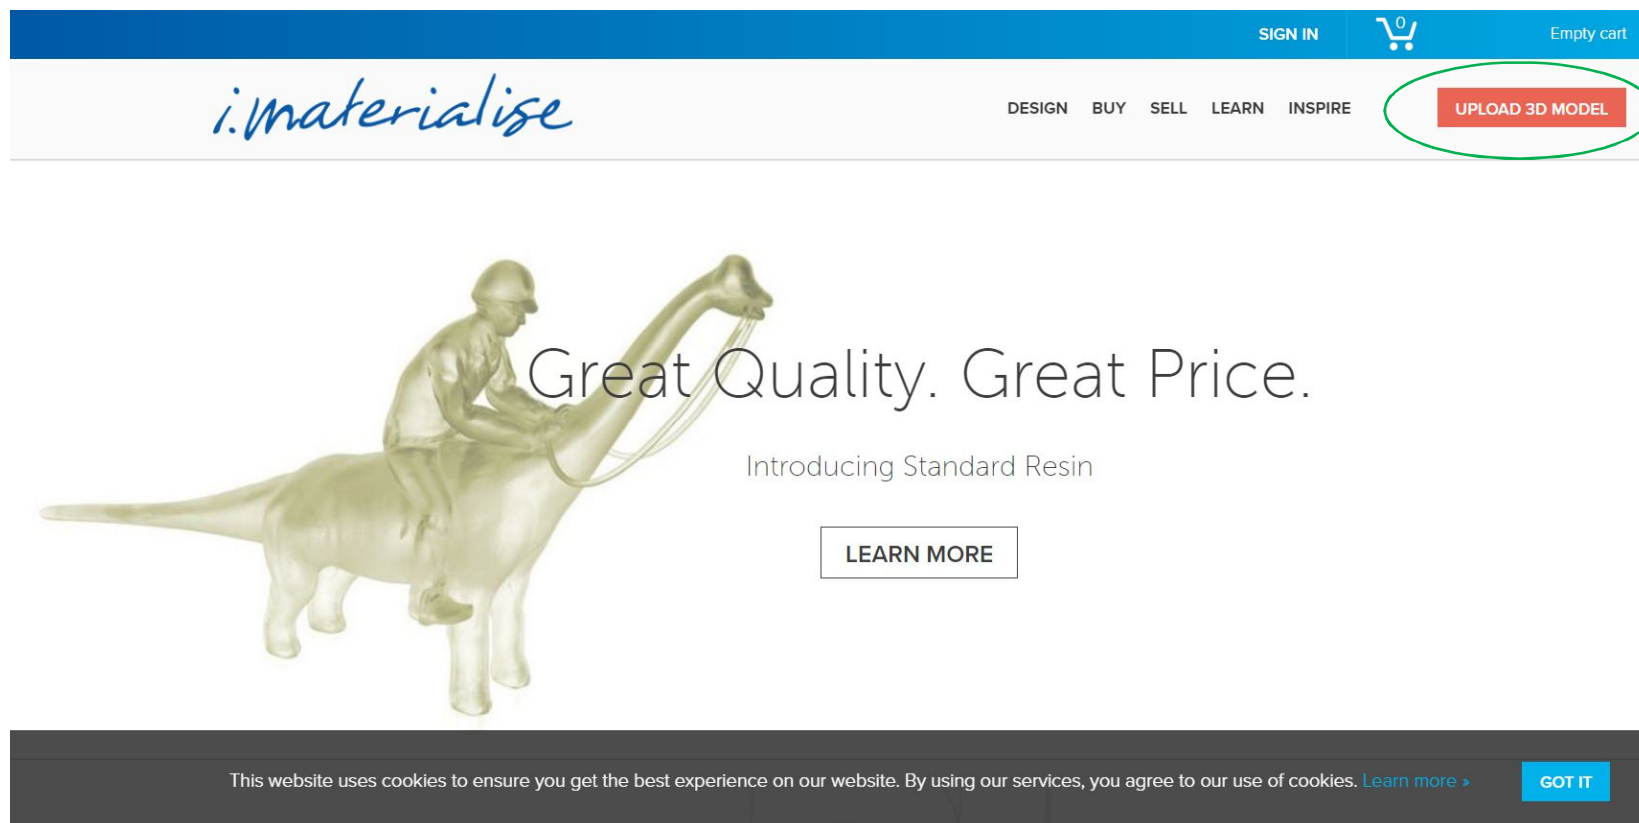 SIGN IN 0 Empty cart
i.materialise
DESIGN BUY SELL LEARN INSPIRE UPLOAD 3D MODEL
Great Quality. Great Price.
Introducing Standard Resin
LEARN MORE
This website uses cookies to ensure you get the best experience on our website. By using our services, you agree to our use of cookies. Learn more » GOT IT